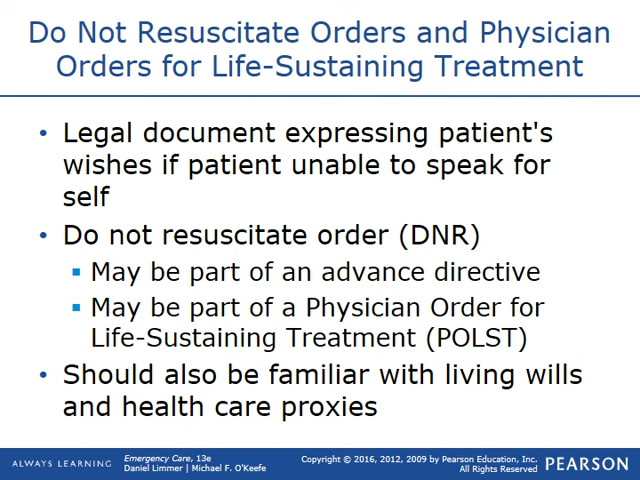 Do Not Resuscitate Orders and Physician
Orders for Life-Sustaining Treatment
• Legal document expressing patient's
wishes if patient unable to speak for
self
• Do not resuscitate order (DNR)
▪ May be part of an advance directive
▪ May be part of a Physician Order for
Life-Sustaining Treatment (POLST)
• Should also be familiar with living wills
and health care proxies
ALWAYS LEARNING
Emergency Care, 13e
Daniel Limmer | Michael F. O'Keefe
Copyright © 2016, 2012, 2009 by Pearson Education, Inc.
All Rights Reserved
PEARSON